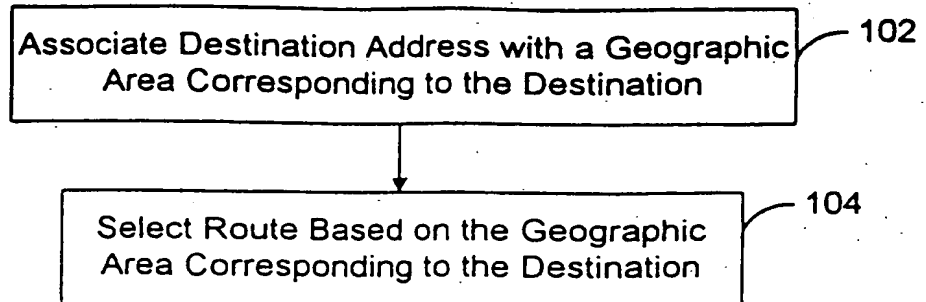 Associate Destination Address with a Geographic
Area Corresponding to the Destination
102
Select Route Based on the Geographic
Area Corresponding to the Destination
104